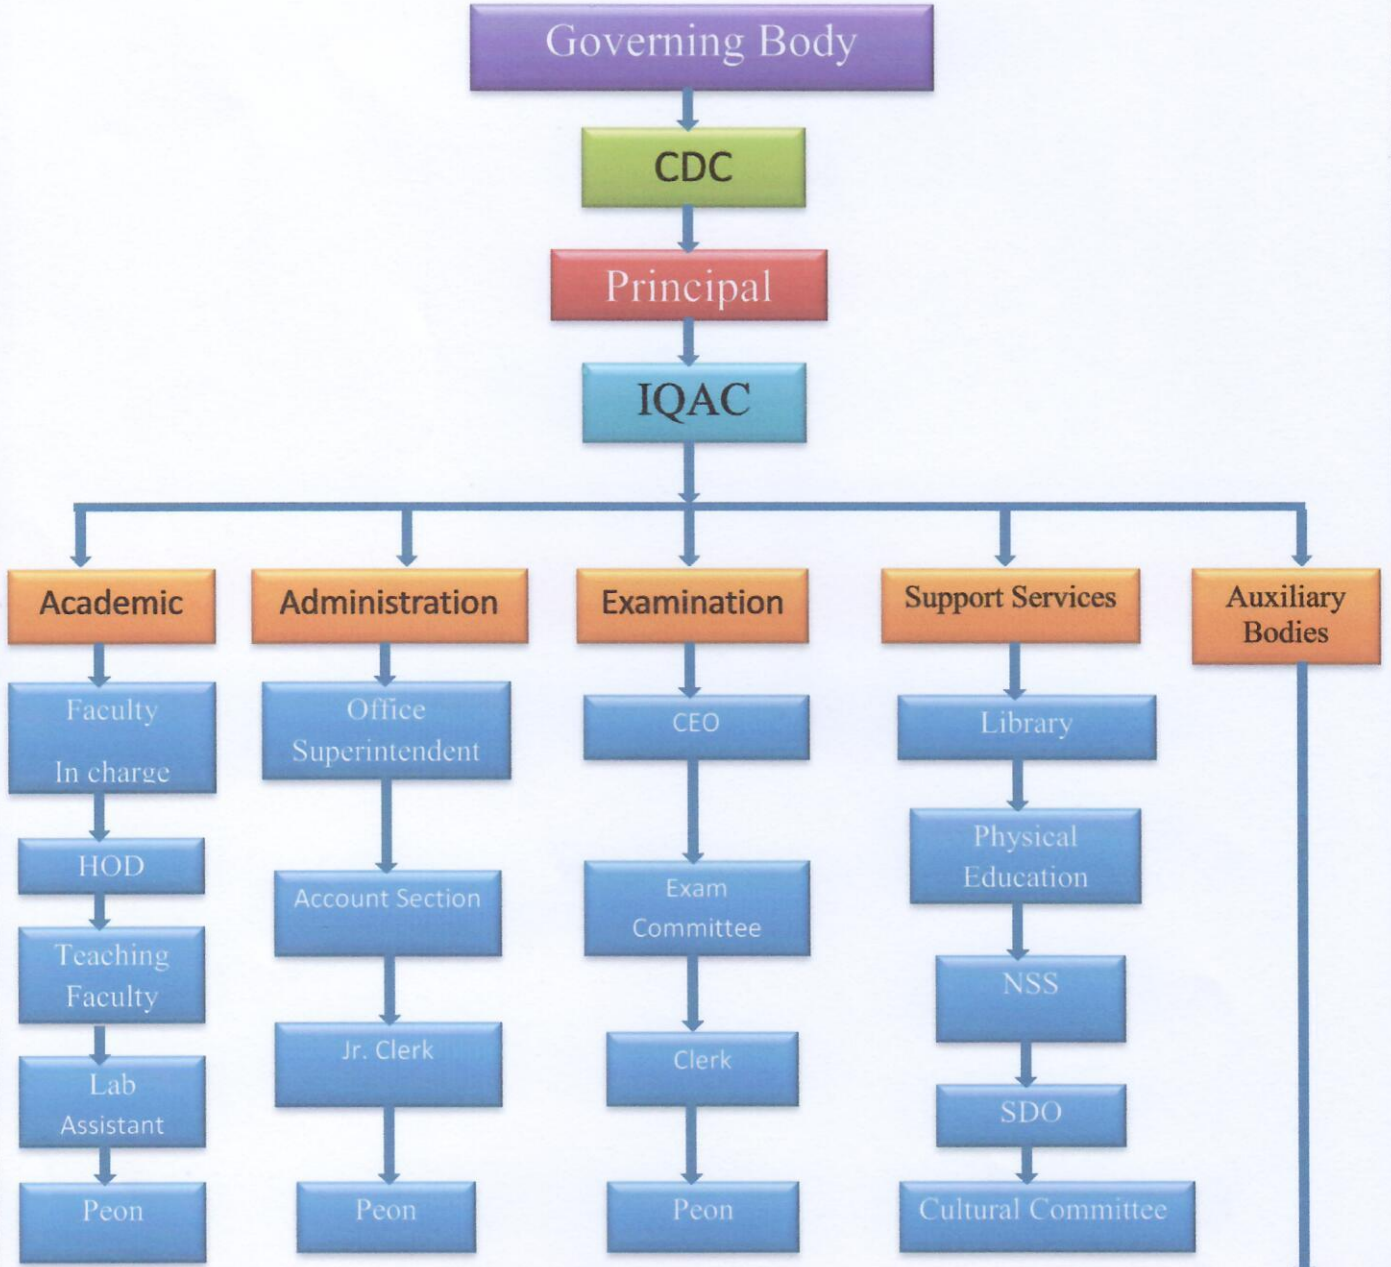 Governing Body
CDC
Principal
IQAC
Academic
Administration
Examination
Support Services
Auxiliary
Bodies
Faculty
In charge
HOD
Teaching
Faculty
Lab
Assistant
Peon
Office
Superintendent
Account Section
Jr. Clerk
Peon
CEO
Exam
Committee
Clerk
Peon
Library
Physical
Education
NSS
SDO
Cultural Committee